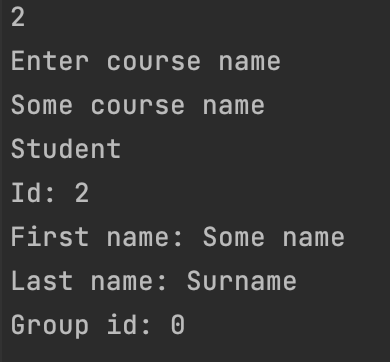 2
Enter course name
Some course name
Student
Id: 2
First name: Some name
Last name: Surname
Group id: 0